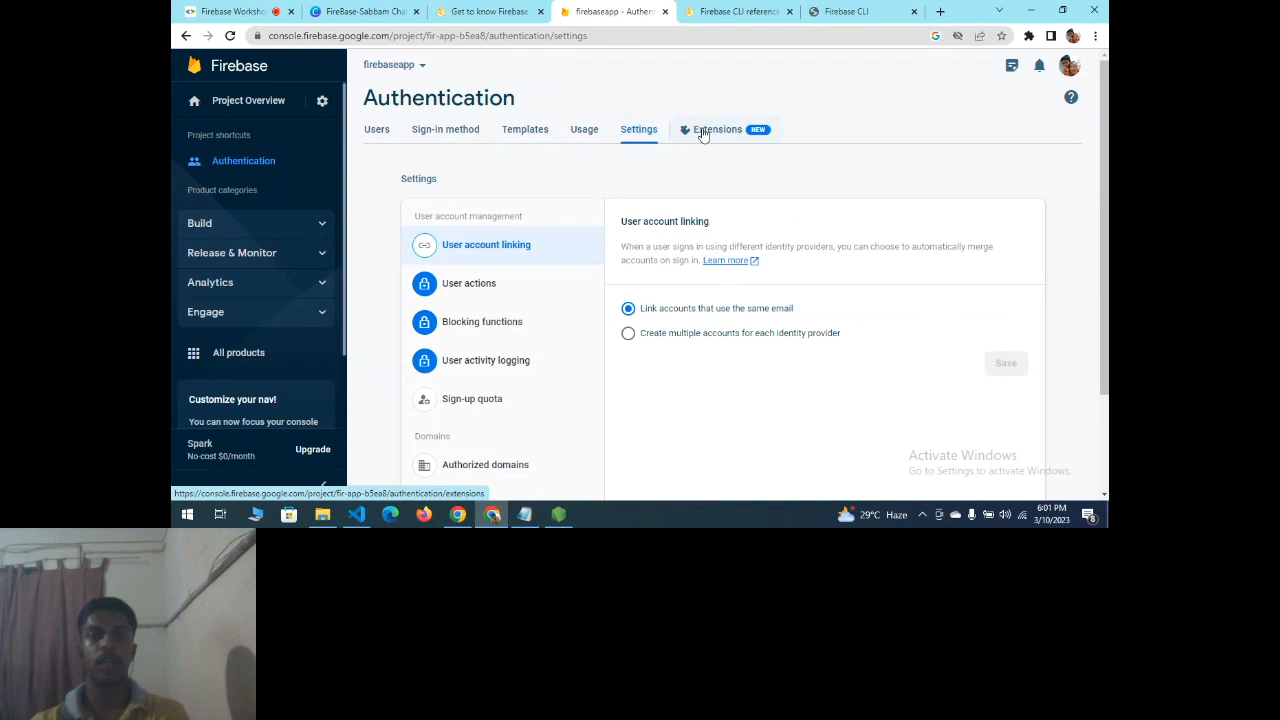 Firebase Worksho
FireBase-Sabbam Cha
Get to know Firebase
firebaseapp - Authent
Firebase CLI reference
Firebase CLI
console.firebase.google.com/project/fir-app-b5ea8/authentication/settings
Firebase
Project Overview
Project shortcuts
Authentication
Product categories
Build
Release & Monitor
Analytics
Engage
All products
Customize your nav!
You can now focus your console
Spark
No-cost $0/month
Upgrade
https://console.firebase.google.com/project/fir-app-b5ea8/authentication/extensions
firebaseapp
Authentication
Users
Sign-in method
Templates
Usage
Settings
Extensions NEW
Settings
User account management
User account linking
User actions
Blocking functions
User activity logging
Sign-up quota
Domains
Authorized domains
User account linking
When a user signs in using different identity providers, you can choose to automatically merge
accounts on sign in. Learn more
Link accounts that use the same email
Create multiple accounts for each identity provider
Save
Activate Windows
Go to Settings to activate Windows.
29°C Haze
6:01 PM
3/10/2023
8